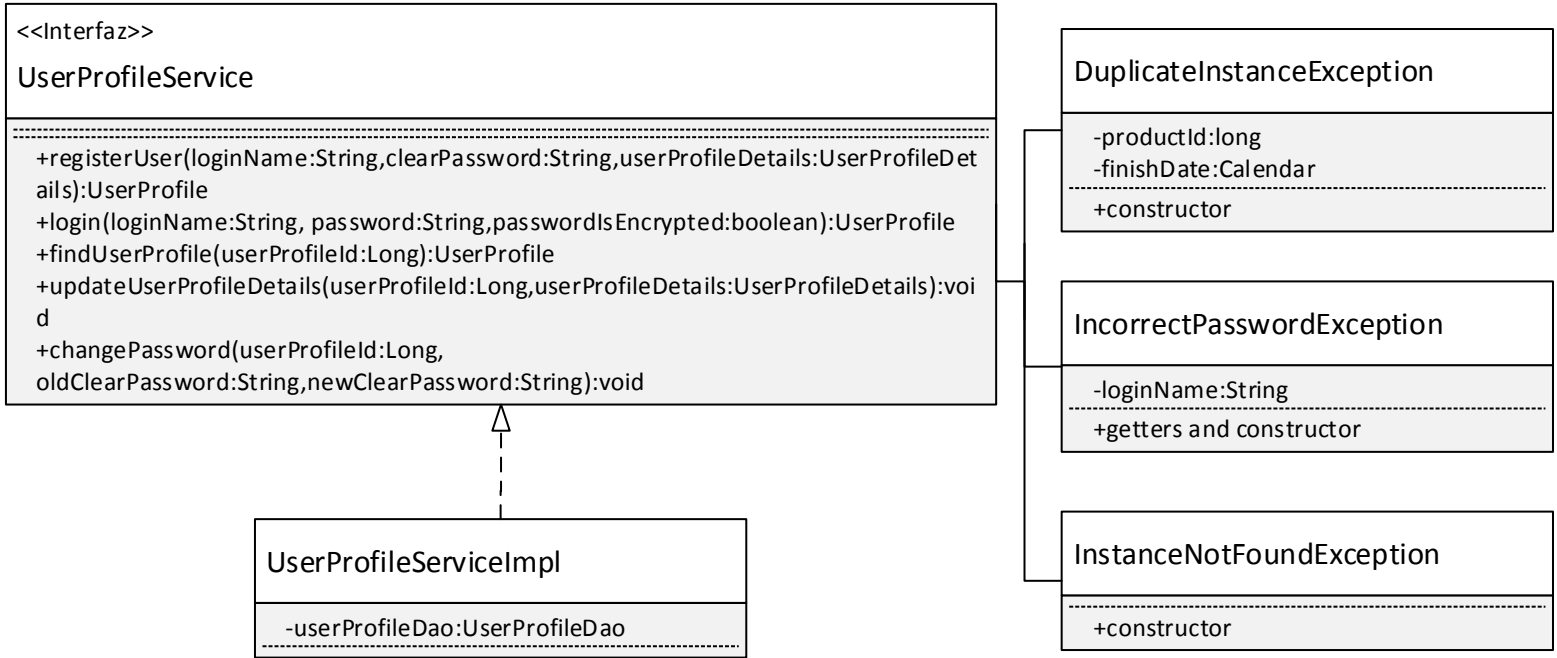 <<Interfaz>>
UserProfileService
+registerUser(loginName:String,clearPassword:String,userProfileDetails:UserProfileDet
ails):UserProfile
+login(loginName:String, password:String,passwordIsEncrypted:boolean):UserProfile
+findUserProfile(userProfileId:Long):UserProfile
+updateUserProfileDetails(userProfileId:Long,userProfileDetails:UserProfileDetails):voi
d
+changePassword(userProfileId:Long,
oldClearPassword:String,newClearPassword:String):void
UserProfileServiceImpl
-userProfileDao:UserProfileDao
DuplicateInstanceException
-productId:long
-finishDate:Calendar
+constructor
IncorrectPasswordException
-loginName:String
+getters and constructor
InstanceNotFoundException
+constructor